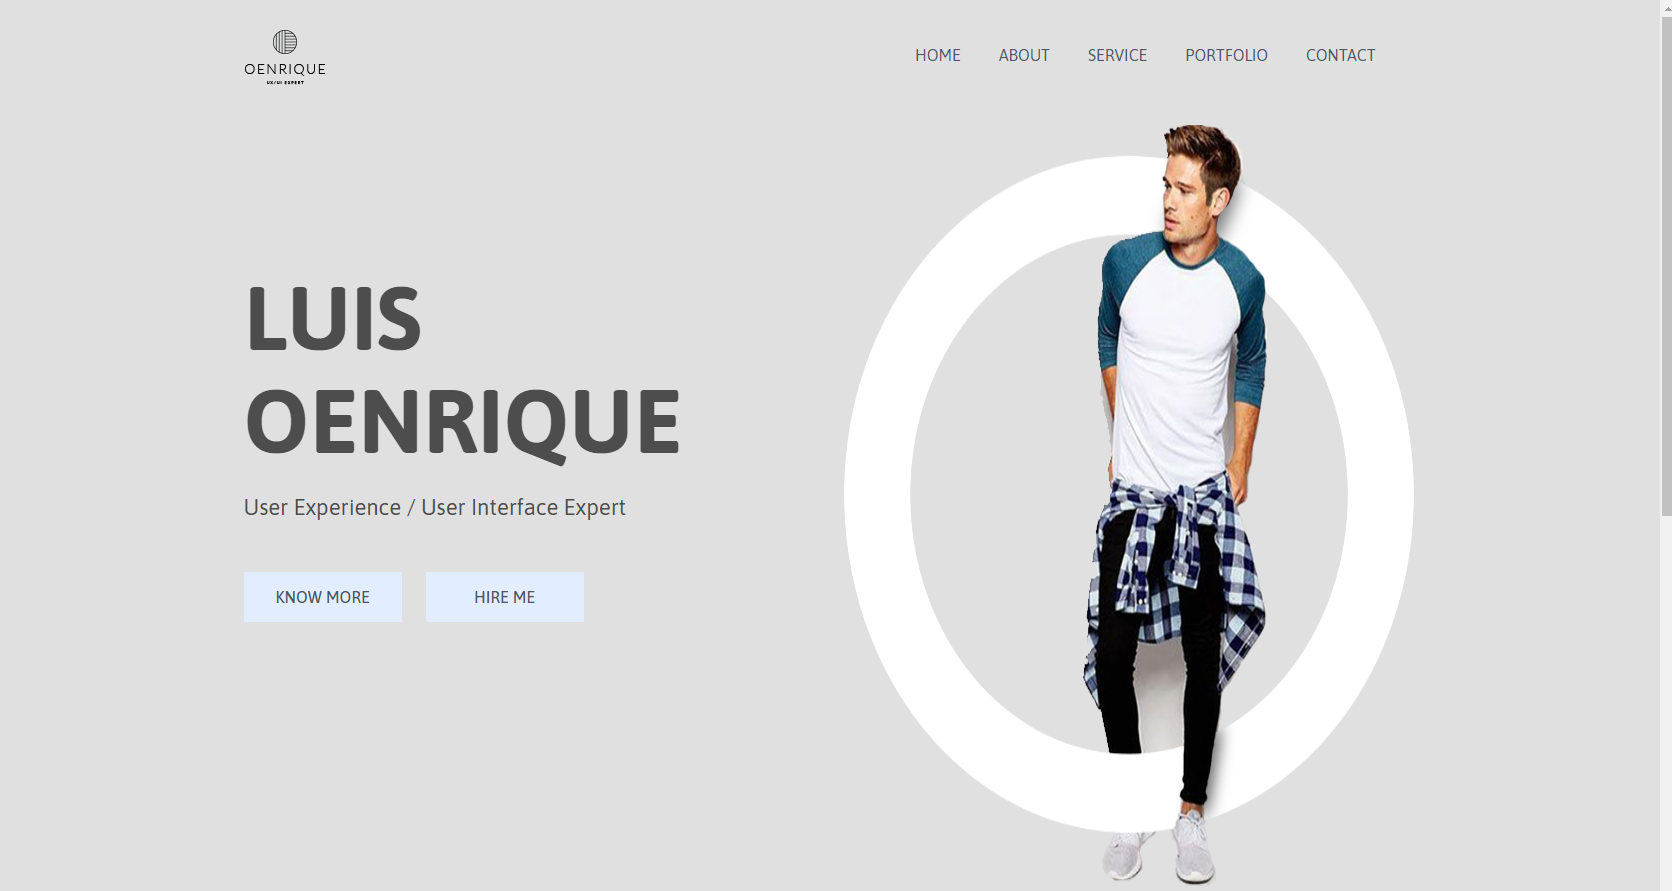 OENRIQUE
UX/UI EXPERT
HOME ABOUT SERVICE PORTFOLIO CONTACT
LUIS
OENRIQUE
User Experience / User Interface Expert
KNOW MORE HIRE ME